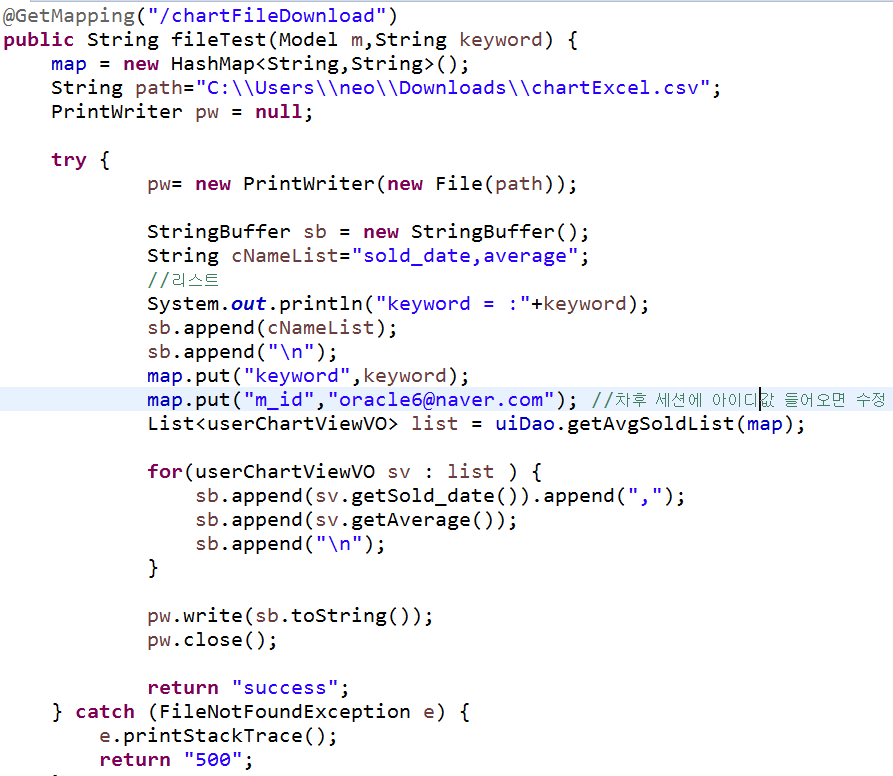 @GetMapping("/chartFileDownload")
public String fileTest(Model m,String keyword) {
map = new HashMap<String,String>();
String path="C:\\Users\\neo\\Downloads\\chartExcel.csv";
PrintWriter pw = null;
try {
pw= new PrintWriter(new File(path));
StringBuffer sb = new StringBuffer();
String cNameList="sold_date,average";
//리스트
System.out.println("keyword = :"+keyword);
sb.append(cNameList);
sb.append("\n");
map.put("keyword",keyword);
map.put("m_id","oracle6@naver.com"); //차후 세션에 아이디값 들어오면 수정
List<userChartViewVO> list = uiDao.getAvgSoldList(map);
for(userChartViewVO sv : list ) {
sb.append(sv.getSold_date()).append(",");
sb.append(sv.getAverage());
sb.append("\n");
}
pw.write(sb.toString());
pw.close();
return "success";
} catch (FileNotFoundException e) {
e.printStackTrace();
return "500";